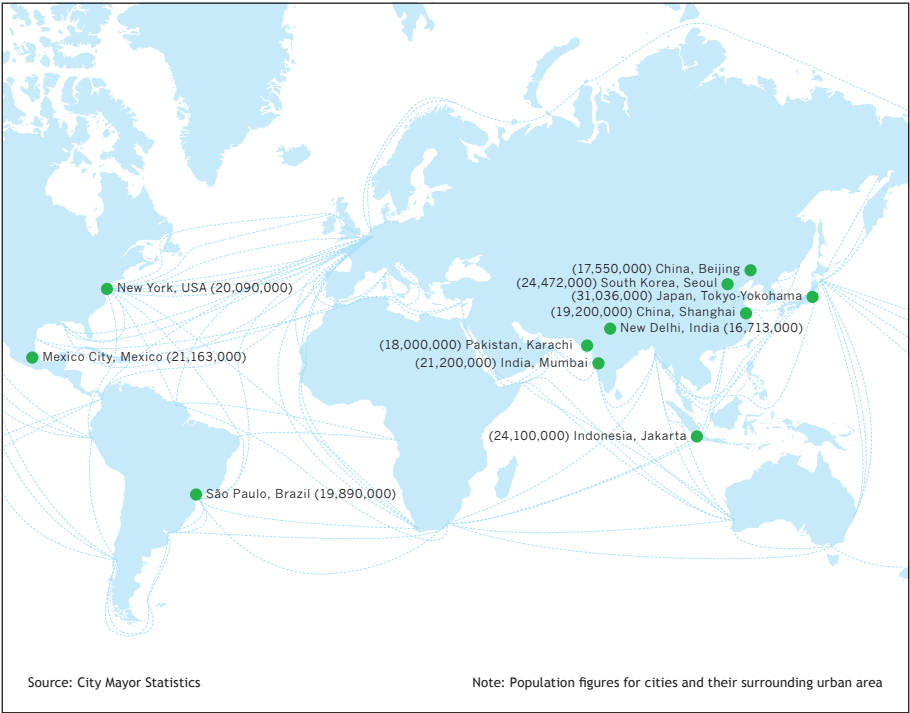 (17,550,000) China, Beijing
(24,472,000) South Korea, Seoul
New York, USA (20,090,000)
(31,036,000) Japan, Tokyo-Yokohama
(19,200,000) China, Shanghai
New Delhi, India (16,713,000)
(18,000,000) Pakistan, Karachi
Mexico City, Mexico (21,163,000)
(21,200,000) India, Mumbai
(24,100,000) Indonesia, Jakarta
São Paulo, Brazil (19,890,000)
Source: City Mayor Statistics
Note: Population figures for cities and their surrounding urban area